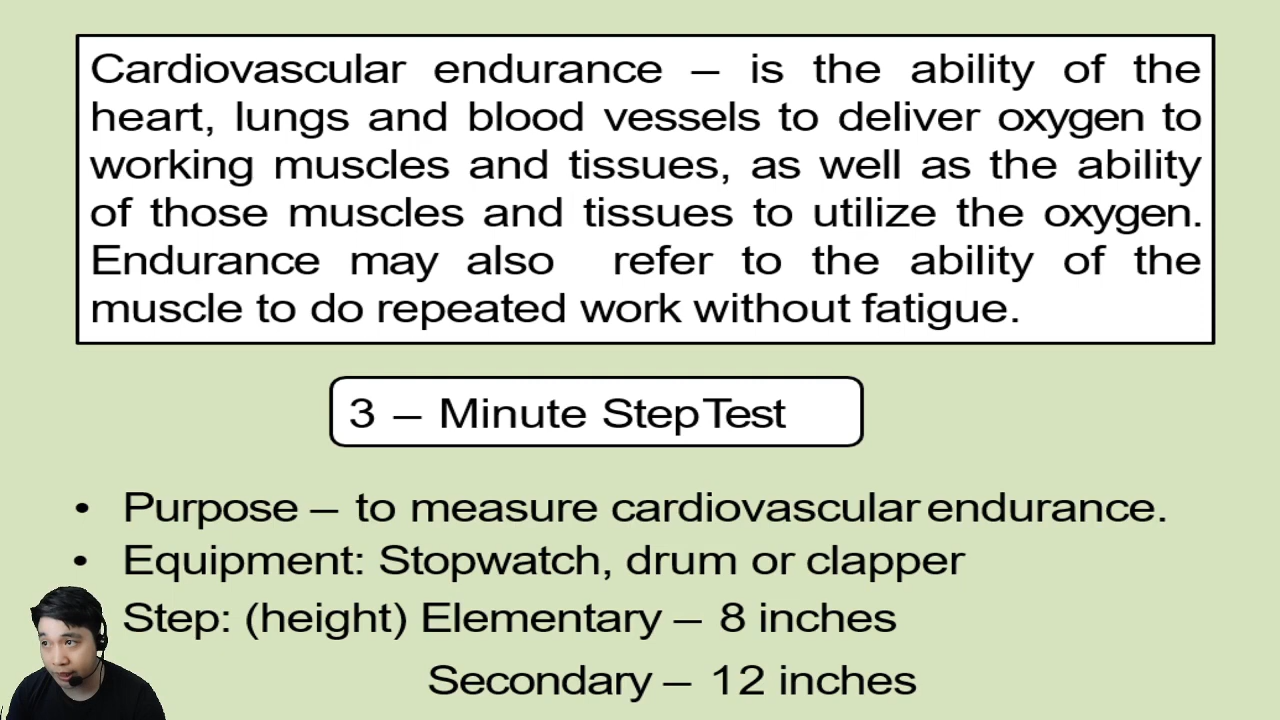 Cardiovascular endurance – is the ability of the
heart, lungs and blood vessels to deliver oxygen to
working muscles and tissues, as well as the ability
of those muscles and tissues to utilize the oxygen.
Endurance may also refer to the ability of the
muscle to do repeated work without fatigue.
3 – Minute Step Test
• Purpose – to measure cardiovascular endurance.
• Equipment: Stopwatch, drum or clapper
Step: (height) Elementary – 8 inches
Secondary – 12 inches